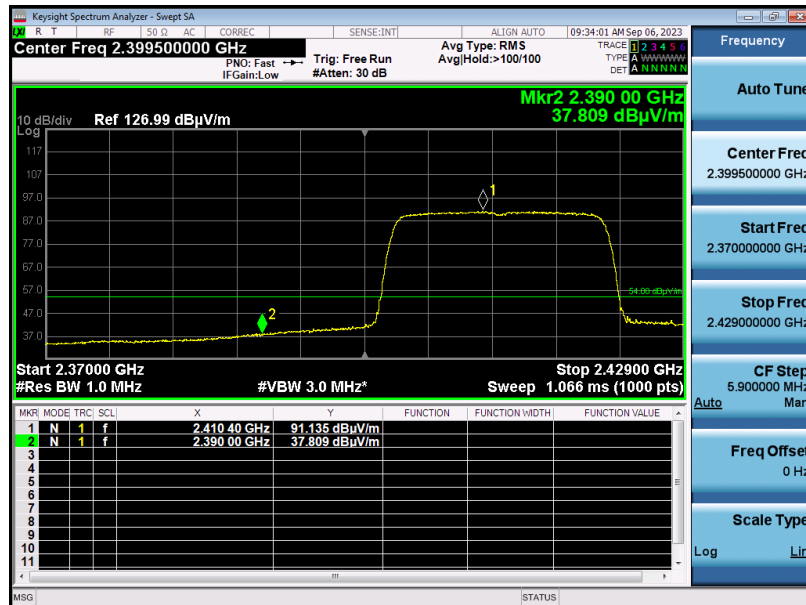 Keysight Spectrum Analyzer - Swept SA
LXI R T RF 50 Ω AC CORREC SENSE:INT ALIGN AUTO 09:34:01 AM Sep 06, 2023
Center Freq 2.399500000 GHz
PNO: Fast
IFGain:Low
Trig: Free Run
#Atten: 30 dB
Avg Type: RMS
Avg|Hold:>100/100
TRACE 1 2 3 4 5 6
TYPE A WWWWW
DET A N N N N N
Mkr2 2.390 00 GHz
37.809 dBµV/m
10 dB/div Ref 126.99 dBµV/m
Log
117
107
97.0
87.0
77.0
67.0
57.0
47.0
37.0
1
54.00 dBµV/m
2
Start 2.37000 GHz Stop 2.42900 GHz
#Res BW 1.0 MHz #VBW 3.0 MHz* Sweep 1.066 ms (1000 pts)
MKR MODE TRC SCL X Y FUNCTION FUNCTION WIDTH FUNCTION VALUE
1 N 1 f 2.410 40 GHz 91.135 dBµV/m
2 N 1 f 2.390 00 GHz 37.809 dBµV/m
3
4
5
6
7
8
9
10
11
MSG STATUS
Frequency
Auto Tune
Center Freq
2.399500000 GHz
Start Freq
2.370000000 GHz
Stop Freq
2.429000000 GHz
CF Step
5.900000 MHz
Auto Man
Freq Offset
0 Hz
Scale Type
Log Lin